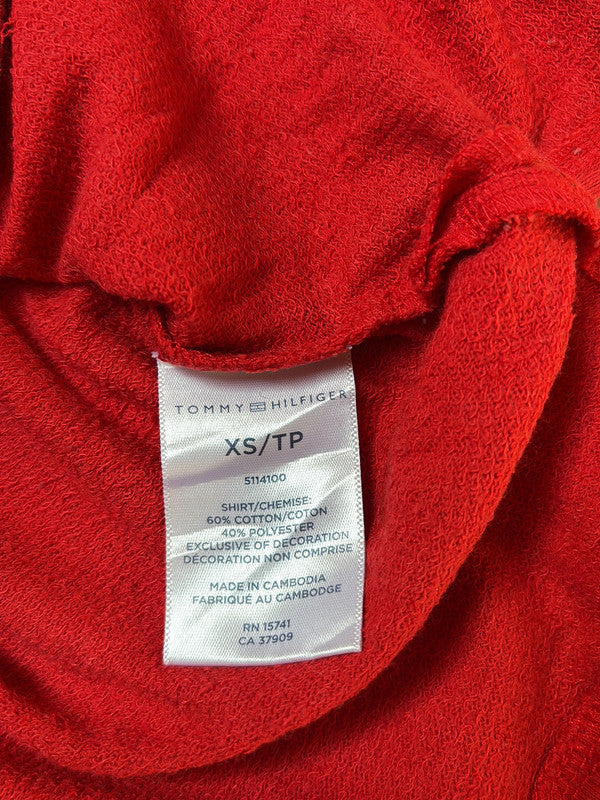 TOMMY HILFIGER
XS/TP
5114100
SHIRT/CHEMISE:
60% COTTON/COTON
40% POLYESTER
EXCLUSIVE OF DECORATION
DÉCORATION NON COMPRISE
MADE IN CAMBODIA
FABRIQUÉ AU CAMBODGE
RN 15741
CA 37909